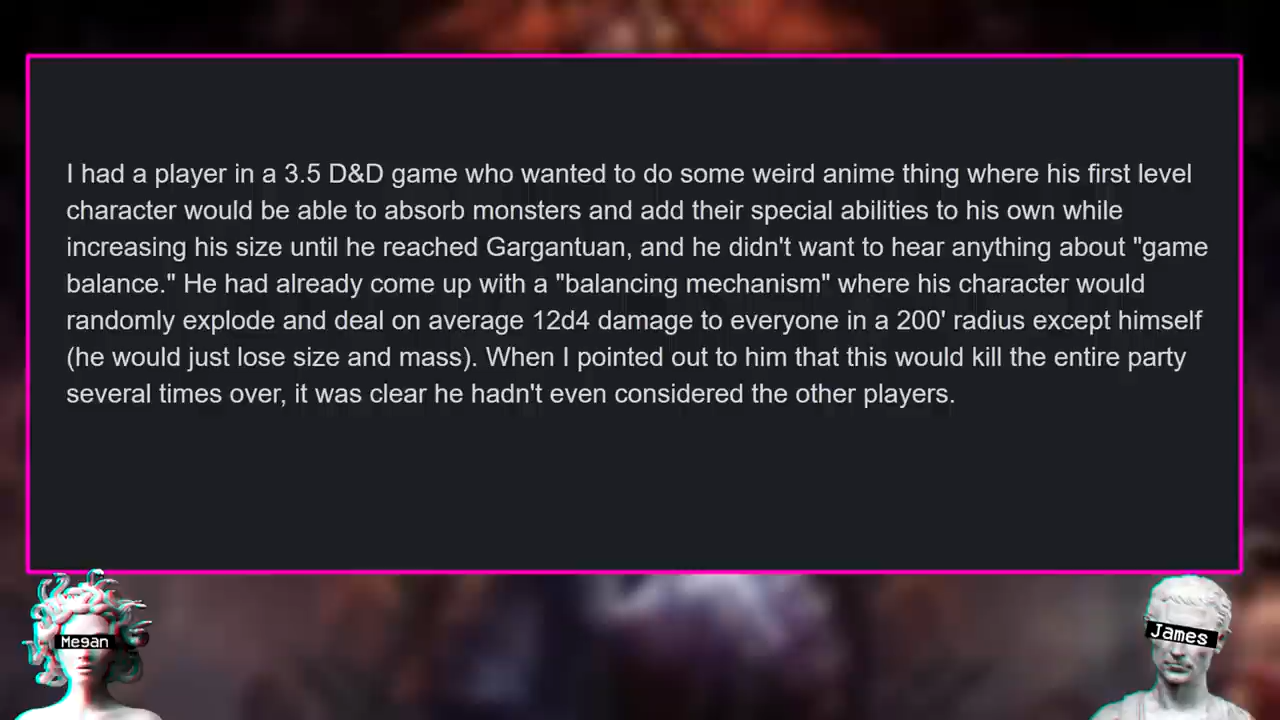 I had a player in a 3.5 D&D game who wanted to do some weird anime thing where his first level
character would be able to absorb monsters and add their special abilities to his own while
increasing his size until he reached Gargantuan, and he didn't want to hear anything about "game
balance." He had already come up with a "balancing mechanism" where his character would
randomly explode and deal on average 12d4 damage to everyone in a 200' radius except himself
(he would just lose size and mass). When I pointed out to him that this would kill the entire party
several times over, it was clear he hadn't even considered the other players.
Megan
James